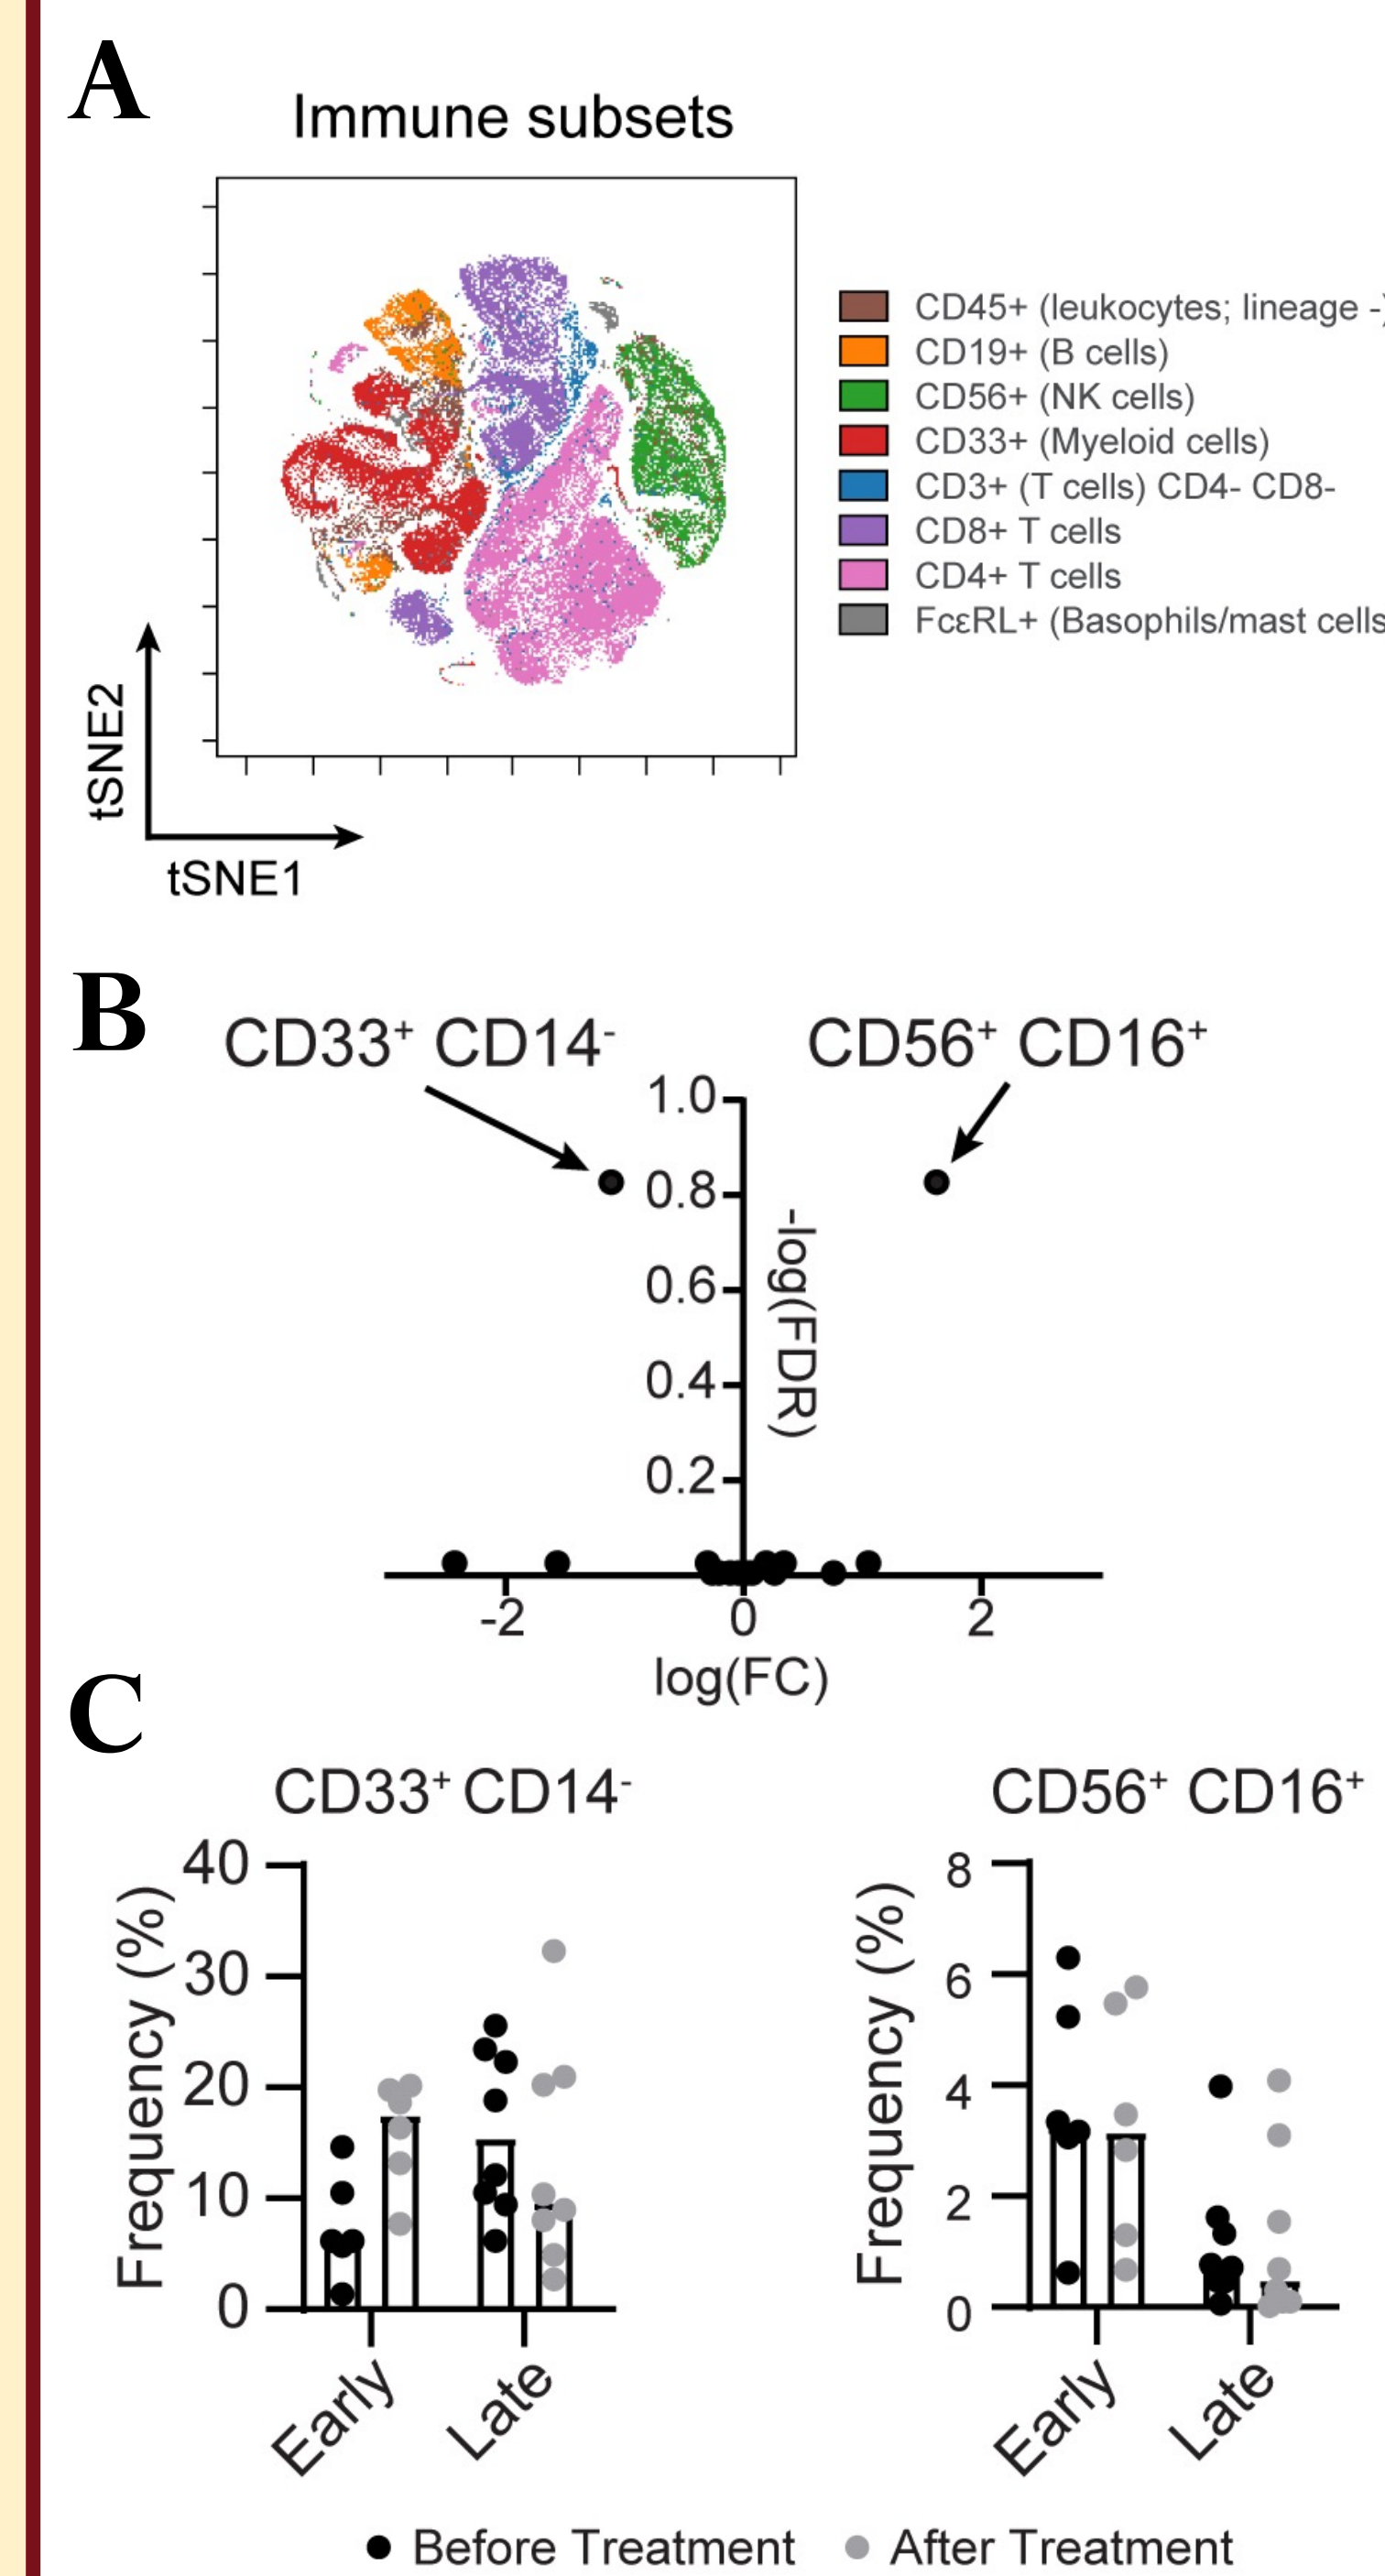 A
Immune subsets
CD45+ (leukocytes; lineage -)
CD19+ (B cells)
CD56+ (NK cells)
CD33+ (Myeloid cells)
CD3+ (T cells) CD4- CD8-
CD8+ T cells
CD4+ T cells
FcεRL+ (Basophils/mast cells
tSNE2
tSNE1
B
CD33⁺ CD14⁻
CD56⁺ CD16⁺
1.0
0.8
0.6
0.4
0.2
-log(FDR)
-2 0 2
log(FC)
C
CD33⁺ CD14⁻
Frequency (%)
40
30
20
10
0
Early Late
CD56⁺ CD16⁺
Frequency (%)
8
6
4
2
0
Early Late
Before Treatment After Treatment